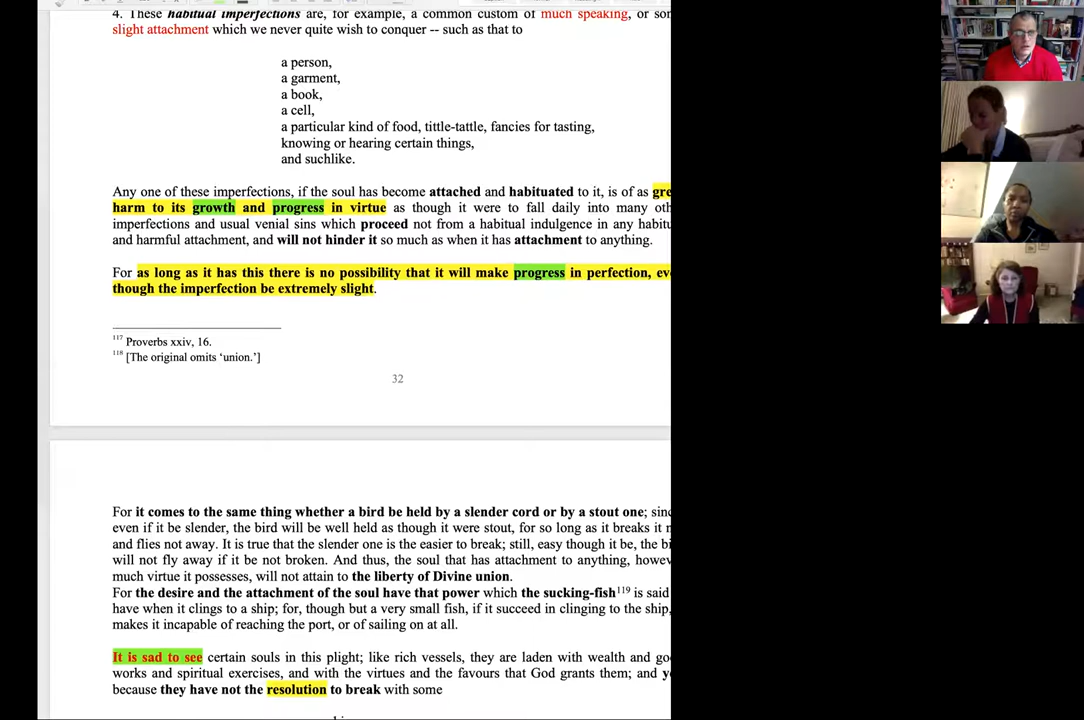 4. These habitual imperfections are, for example, a common custom of much speaking, or
slight attachment which we never quite wish to conquer -- such as that to
a person,
a garment,
a book,
a cell,
a particular kind of food, tittle-tattle, fancies for tasting,
knowing or hearing certain things,
and suchlike.
Any one of these imperfections, if the soul has become attached and habituated to it, is of as
harm to its growth and progress in virtue as though it were to fall daily into many
imperfections and usual venial sins which proceed not from a habitual indulgence in any
and harmful attachment, and will not hinder it so much as when it has attachment to anything.
For as long as it has this there is no possibility that it will make progress in perfection,
though the imperfection be extremely slight.
117 Proverbs xxiv, 16.
118 [The original omits ‘union.’]
32
For it comes to the same thing whether a bird be held by a slender cord or by a stout one;
even if it be slender, the bird will be well held as though it were stout, for so long as it breaks it
and flies not away. It is true that the slender one is the easier to break; still, easy though it be, the
will not fly away if it be not broken. And thus, the soul that has attachment to anything,
much virtue it possesses, will not attain to the liberty of Divine union.
For the desire and the attachment of the soul have that power which the sucking-fish119 is said
have when it clings to a ship; for, though but a very small fish, if it succeed in clinging to the ship,
makes it incapable of reaching the port, or of sailing on at all.
It is sad to see certain souls in this plight; like rich vessels, they are laden with wealth and
works and spiritual exercises, and with the virtues and the favours that God grants them; and
because they have not the resolution to break with some